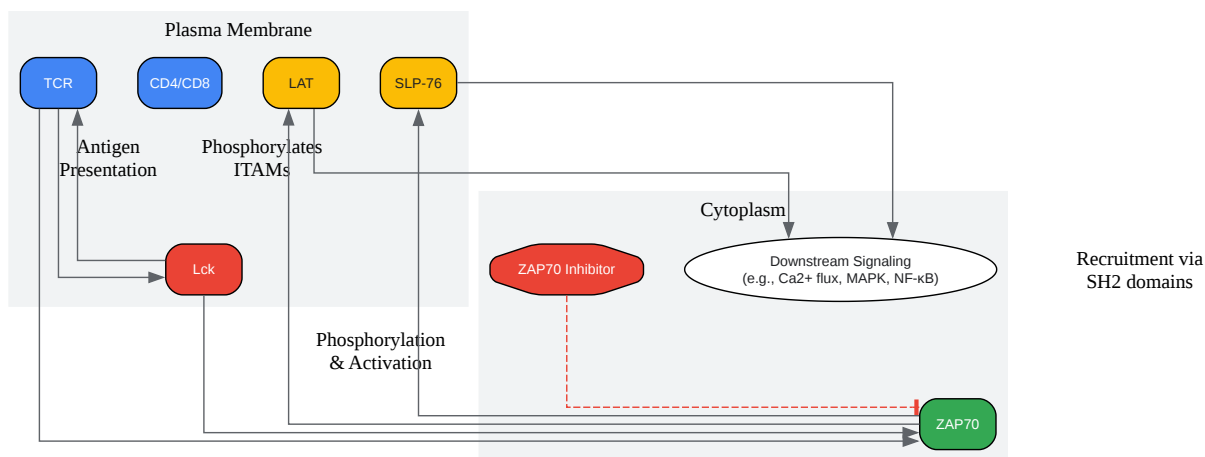 Plasma Membrane
TCR
CD4/CD8
LAT
SLP-76
Antigen
Presentation
Phosphorylates
ITAMs
Cytoplasm
Lck
ZAP70 Inhibitor
Downstream Signaling
(e.g., Ca2+ flux, MAPK, NF-κB)
Recruitment via
SH2 domains
Phosphorylation
& Activation
ZAP70